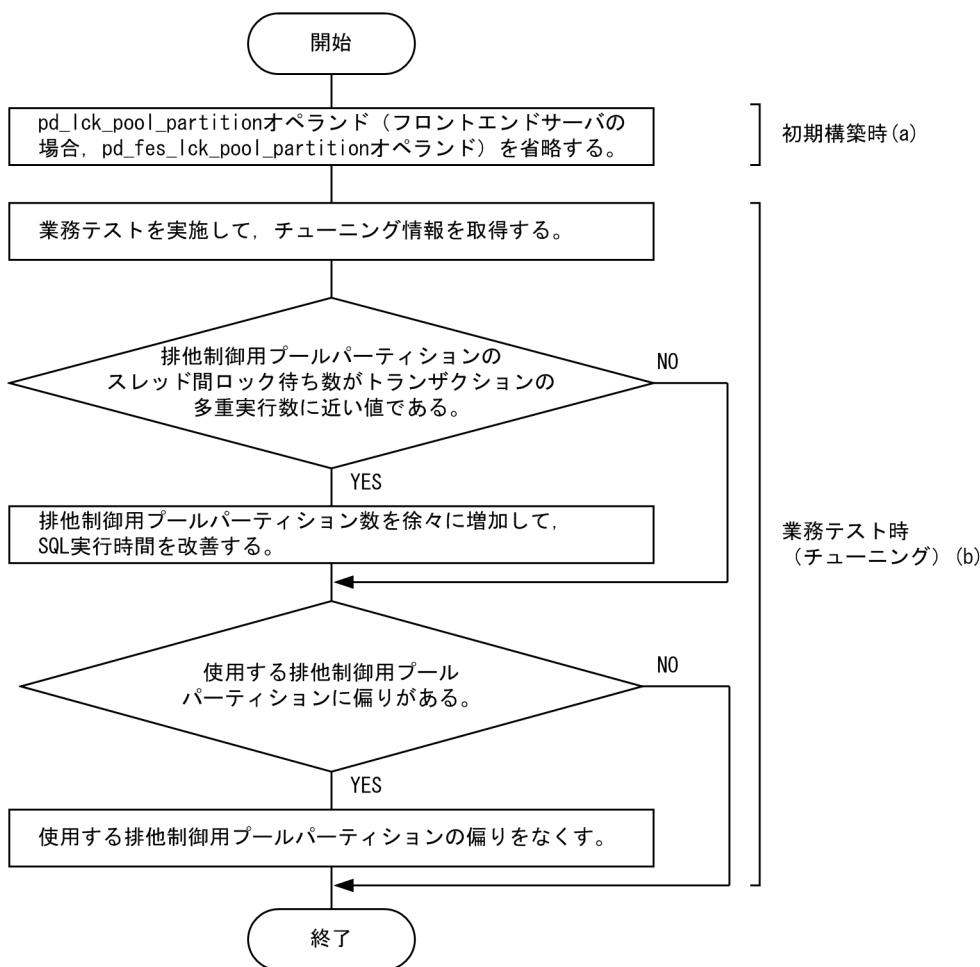 開始
pd_lck_pool_partitionオペランド（フロントエンドサーバの
場合，pd_fes_lck_pool_partitionオペランド）を省略する。
初期構築時(a)
業務テストを実施して，チューニング情報を取得する。
排他制御用プールパーティションの
スレッド間ロック待ち数がトランザクションの
多重実行数に近い値である。
NO
YES
排他制御用プールパーティション数を徐々に増加して，
SQL実行時間を改善する。
業務テスト時
（チューニング）(b)
使用する排他制御用プール
パーティションに偏りがある。
NO
YES
使用する排他制御用プールパーティションの偏りをなくす。
終了